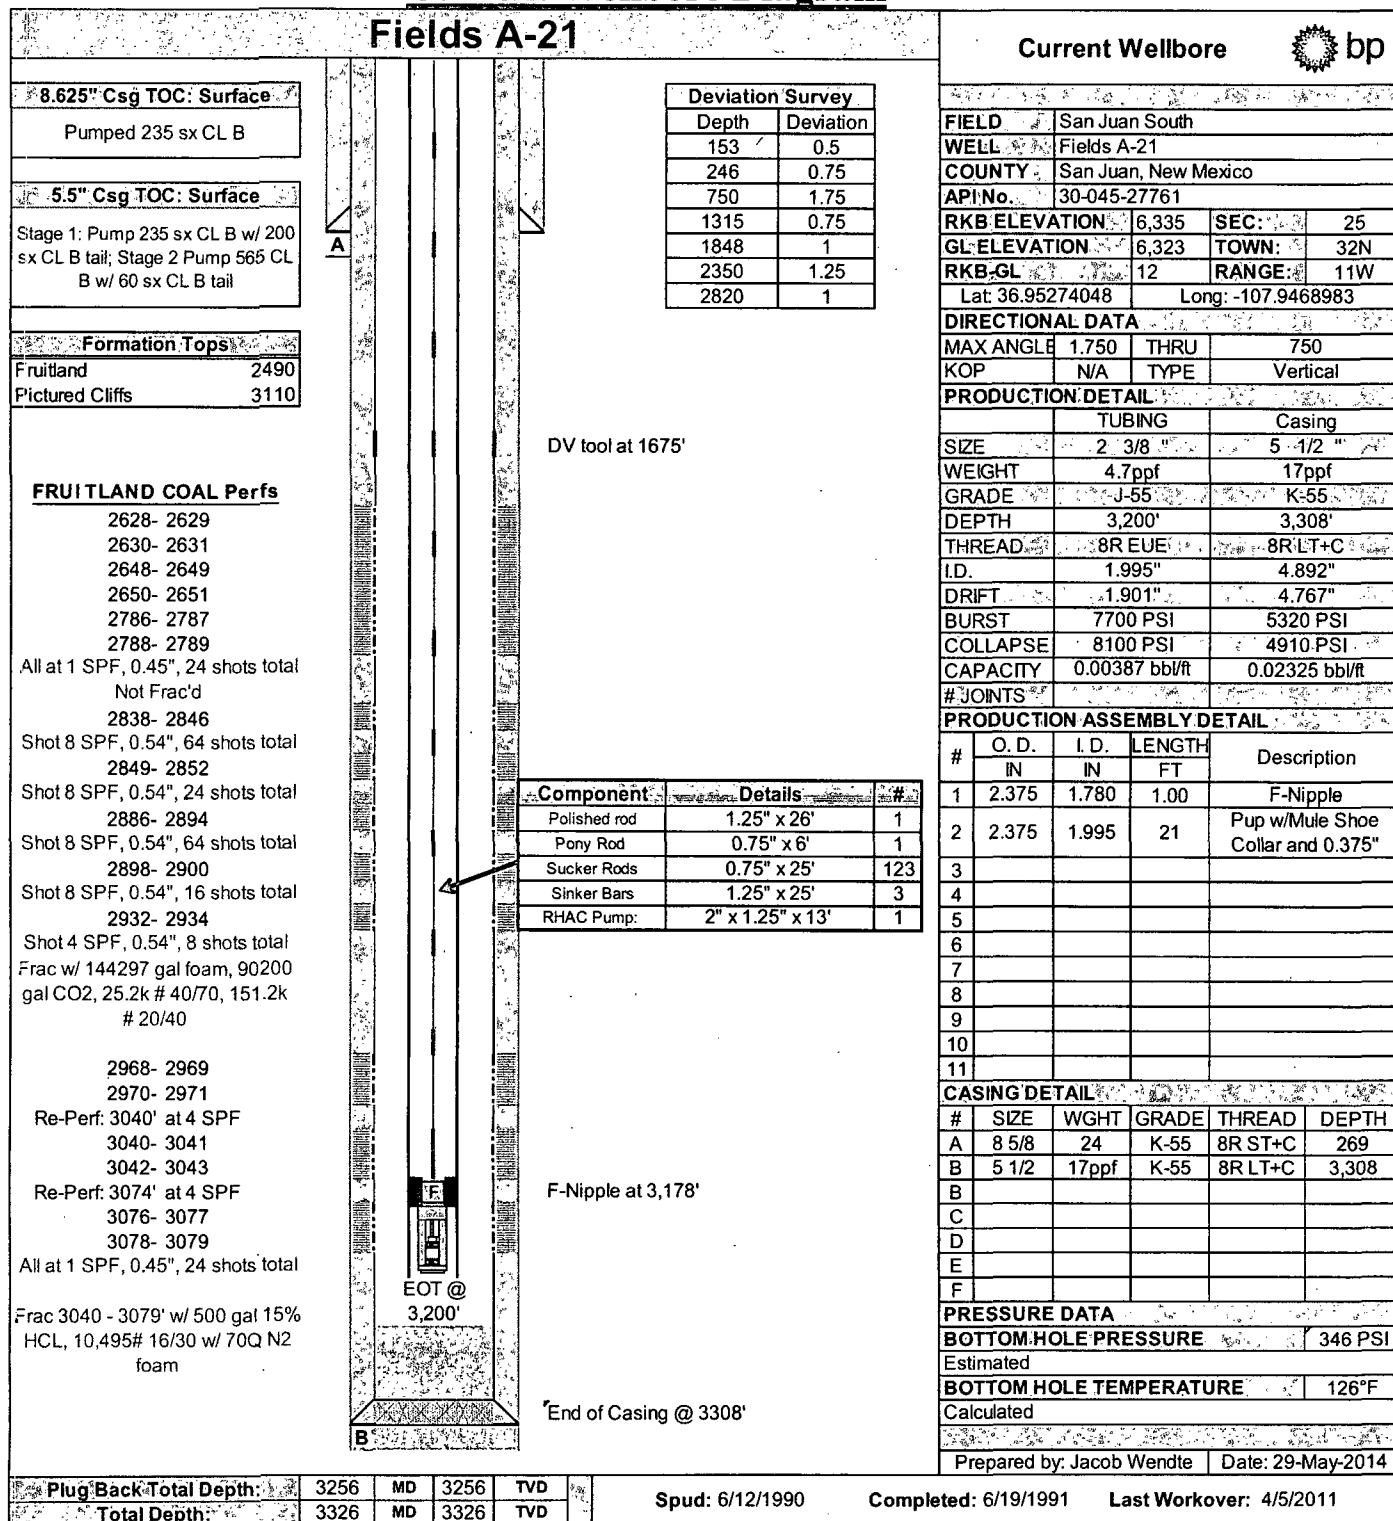 Fields A-21
Current Wellbore
bp
8.625" Csg TOC: Surface
Pumped 235 sx CL B
5.5" Csg TOC: Surface
Stage 1: Pump 235 sx CL B w/ 200
sx CL B tail; Stage 2 Pump 565 CL
B w/ 60 sx CL B tail
Formation Tops
Fruitland 2490
Pictured Cliffs 3110
FRUITLAND COAL Perfs
2628- 2629
2630- 2631
2648- 2649
2650- 2651
2786- 2787
2788- 2789
All at 1 SPF, 0.45", 24 shots total
Not Frac'd
2838- 2846
Shot 8 SPF, 0.54", 64 shots total
2849- 2852
Shot 8 SPF, 0.54", 24 shots total
2886- 2894
Shot 8 SPF, 0.54", 64 shots total
2898- 2900
Shot 8 SPF, 0.54", 16 shots total
2932- 2934
Shot 4 SPF, 0.54", 8 shots total
Frac w/ 144297 gal foam, 90200
gal CO2, 25.2k # 40/70, 151.2k
# 20/40
2968- 2969
2970- 2971
Re-Perf: 3040' at 4 SPF
3040- 3041
3042- 3043
Re-Perf: 3074' at 4 SPF
3076- 3077
3078- 3079
All at 1 SPF, 0.45", 24 shots total
Frac 3040 - 3079' w/ 500 gal 15%
HCL, 10,495# 16/30 w/ 70Q N2
foam
A
F
EOT @
3,200'
B
Deviation Survey
Depth Deviation
153 0.5
246 0.75
750 1.75
1315 0.75
1848 1
2350 1.25
2820 1
DV tool at 1675'
Component Details #
Polished rod 1.25" x 26' 1
Pony Rod 0.75" x 6' 1
Sucker Rods 0.75" x 25' 123
Sinker Bars 1.25" x 25' 3
RHAC Pump: 2" x 1.25" x 13' 1
F-Nipple at 3,178'
End of Casing @ 3308'
FIELD San Juan South
WELL Fields A-21
COUNTY San Juan, New Mexico
API No. 30-045-27761
RKB ELEVATION 6,335 SEC: 25
GL ELEVATION 6,323 TOWN: 32N
RKB-GL 12 RANGE: 11W
Lat: 36.95274048 Long: -107.9468983
DIRECTIONAL DATA
MAX ANGLE 1.750 THRU 750
KOP N/A TYPE Vertical
PRODUCTION DETAIL
TUBING Casing
SIZE 2 3/8 " 5 1/2 "
WEIGHT 4.7ppf 17ppf
GRADE J-55 K-55
DEPTH 3,200' 3,308'
THREAD 8R EUE 8R LT+C
I.D. 1.995" 4.892"
DRIFT 1.901" 4.767"
BURST 7700 PSI 5320 PSI
COLLAPSE 8100 PSI 4910 PSI
CAPACITY 0.00387 bbl/ft 0.02325 bbl/ft
# JOINTS
PRODUCTION ASSEMBLY DETAIL
# O. D. I. D. LENGTH Description
IN IN FT
1 2.375 1.780 1.00 F-Nipple
2 2.375 1.995 21 Pup w/Mule Shoe
Collar and 0.375"
3
4
5
6
7
8
9
10
11
CASING DETAIL
# SIZE WGHT GRADE THREAD DEPTH
A 8 5/8 24 K-55 8R ST+C 269
B 5 1/2 17ppf K-55 8R LT+C 3,308
B
C
D
E
F
PRESSURE DATA
BOTTOM HOLE PRESSURE 346 PSI
Estimated
BOTTOM HOLE TEMPERATURE 126°F
Calculated
Prepared by: Jacob Wendte Date: 29-May-2014
Plug Back Total Depth: 3256 MD 3256 TVD
Total Depth: 3326 MD 3326 TVD
Spud: 6/12/1990 Completed: 6/19/1991 Last Workover: 4/5/2011